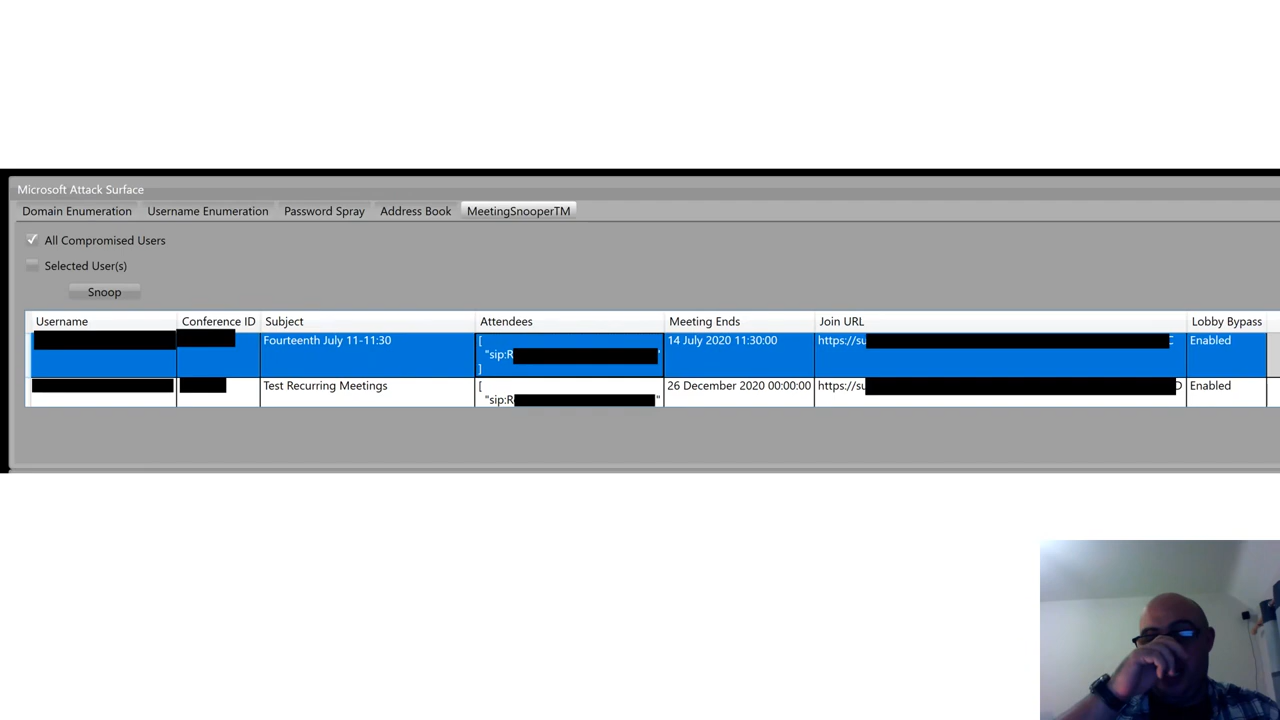 Microsoft Attack Surface
Domain Enumeration Username Enumeration Password Spray Address Book MeetingSnooperTM
All Compromised Users
Selected User(s)
Snoop
Username Conference ID Subject Attendees Meeting Ends Join URL Lobby Bypass
Fourteenth July 11-11:30 [ 14 July 2020 11:30:00 https://su C Enabled
"sip:R "
]
Test Recurring Meetings [ 26 December 2020 00:00:00 https://su D Enabled
"sip:R "